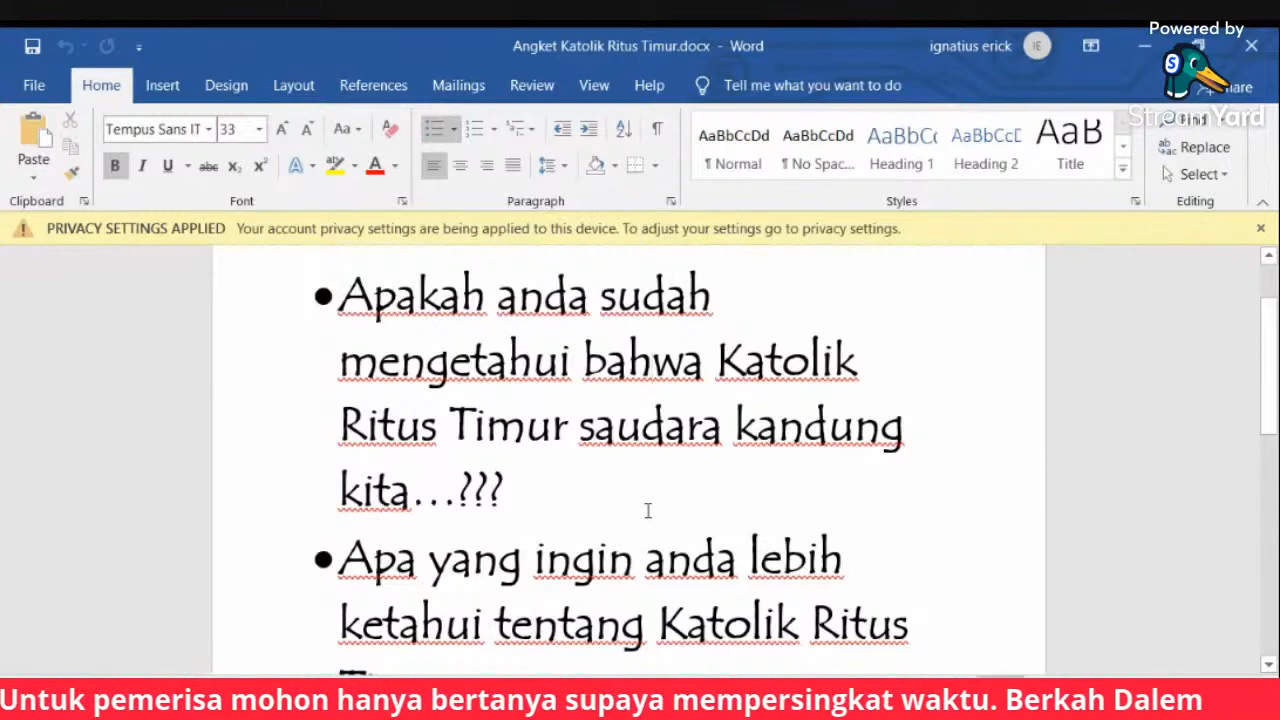 Powered by
Angket Katolik Ritus Timur.docx - Word
ignatius erick
IE
File Home Insert Design Layout References Mailings Review View Help Tell me what you want to do
Tempus Sans IT 33
Paste
Find
Replace
Select
AaBbCcDd AaBbCcDd AaBbC AaBbCcD AaB
¶ Normal ¶ No Spac... Heading 1 Heading 2 Title
Clipboard Font Paragraph Styles Editing
PRIVACY SETTINGS APPLIED Your account privacy settings are being applied to this device. To adjust your settings go to privacy settings.
•Apakah anda sudah
mengetahui bahwa Katolik
Ritus Timur saudara kandung
kita...???
•Apa yang ingin anda lebih
ketahui tentang Katolik Ritus
Untuk pemerisa mohon hanya bertanya supaya mempersingkat waktu. Berkah Dalem